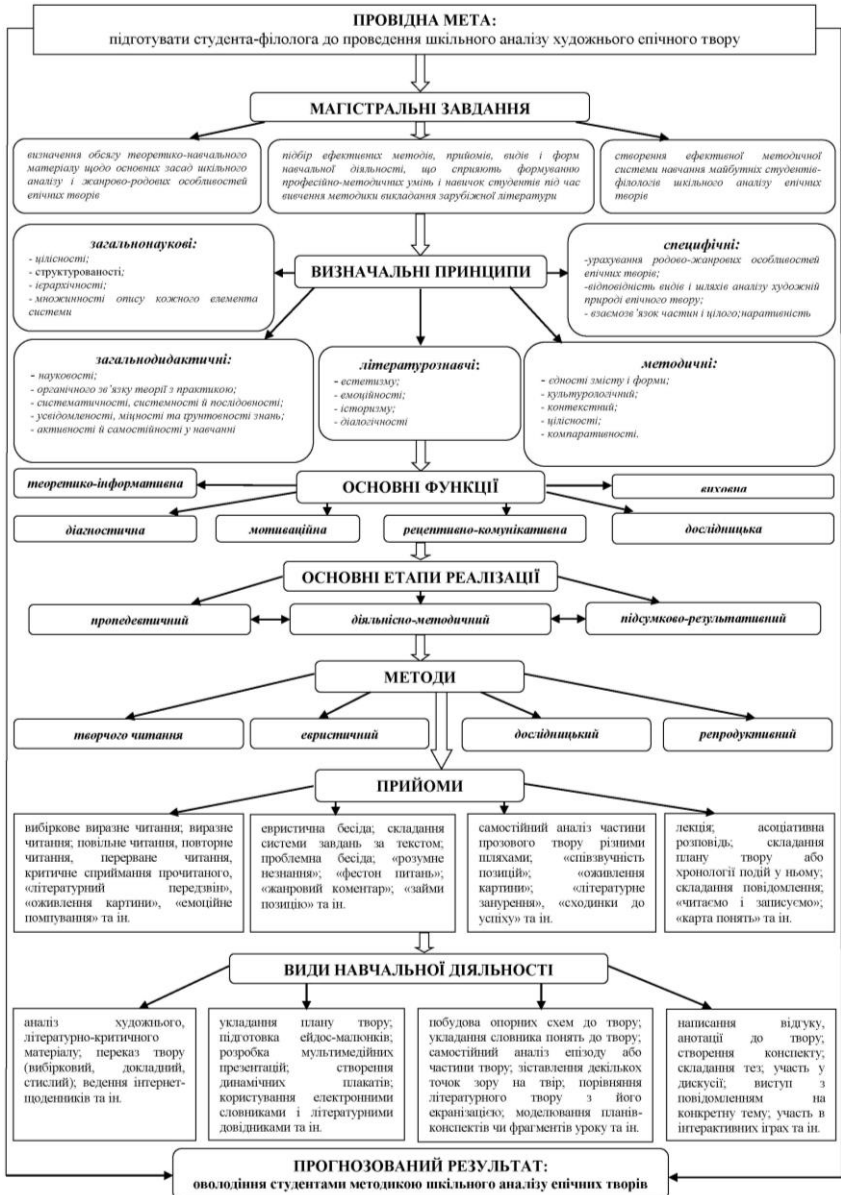 ПРОВІДНА МЕТА:
підготувати студента-філолога до проведення шкільного аналізу художнього епічного твору
МАГІСТРАЛЬНІ ЗАВДАННЯ
визначення обсягу теоретико-навчального
матеріалу щодо основних засад шкільного
аналізу і жанрово-родових особливостей
епічних творів
підбір ефективних методів, прийомів, видів і форм
навчальної діяльності, що сприяють формуванню
професійно-методичних умінь і навичок студентів під час
вивчення методики викладання зарубіжної літератури
створення ефективної методичної
системи навчання майбутніх студентів-
філологів шкільного аналізу епічних
творів
загальнонаукові:
- цілісності;
- структурованості;
- ієрархічності;
- множинності опису кожного елемента
системи
ВИЗНАЧАЛЬНІ ПРИНЦИПИ
специфічні:
-урахування родово-жанрових особливостей
епічних творів;
-відповідність видів і шляхів аналізу художній
природі епічного твору;
- взаємозв'язок частин і цілого;наративність
загальнодидактичні:
- науковості;
- органічного зв'язку теорії з практикою;
- систематичності, системності й послідовності;
- усвідомленості, міцності та ґрунтовності знань;
- активності й самостійності у навчанні
літературознавчі:
- естетизму;
- емоційності;
- історизму;
- діалогічності
методичні:
- єдності змісту і форми;
- культурологічний;
- контекстний;
- цілісності;
- компаративності.
теоретико-інформативна
ОСНОВНІ ФУНКЦІЇ
виховна
діагностична
мотиваційна
рецептивно-комунікативна
дослідницька
ОСНОВНІ ЕТАПИ РЕАЛІЗАЦІЇ
пропедевтичний
діяльнісно-методичний
підсумково-результативний
МЕТОДИ
творчого читання
евристичний
дослідницький
репродуктивний
ПРИЙОМИ
вибіркове виразне читання; виразне
читання; повільне читання, повторне
читання, перерване читання,
критичне сприймання прочитаного,
«літературний передзвін»,
«оживлення картини», «емоційне
помпування» та ін.
евристична бесіда; складання
системи завдань за текстом;
проблемна бесіда; «розумне
незнання»; «фестон питань»;
«жанровий коментар»; «займи
позицію» та ін.
самостійний аналіз частини
прозового твору різними
шляхами; «співзвучність
позицій»; «оживлення
картини»; «літературне
занурення», «сходинки до
успіху» та ін.
лекція; асоціативна
розповідь; складання
плану твору або
хронології подій у ньому;
складання повідомлення;
«читаємо і записуємо»;
«карта понять» та ін.
ВИДИ НАВЧАЛЬНОЇ ДІЯЛЬНОСТІ
аналіз художнього,
літературно-критичного
матеріалу; переказ твору
(вибірковий, докладний,
стислий); ведення інтернет-
щоденників та ін.
укладання плану твору;
підготовка ейдос-малюнків;
розробка мультимедійних
презентацій; створення
динамічних плакатів;
користування електронними
словниками і літературними
довідниками та ін.
побудова опорних схем до твору;
укладання словника понять до твору;
самостійний аналіз епізоду або
частини твору; зіставлення декількох
точок зору на твір; порівняння
літературного твору з його
екранізацією; моделювання планів-
конспектів чи фрагментів уроку та ін.
написання відгуку,
анотації до твору;
створення конспекту;
складання тез; участь у
дискусії; виступ з
повідомленням на
конкретну тему; участь в
інтерактивних іграх та ін.
ПРОГНОЗОВАНИЙ РЕЗУЛЬТАТ:
оволодіння студентами методикою шкільного аналізу епічних творів